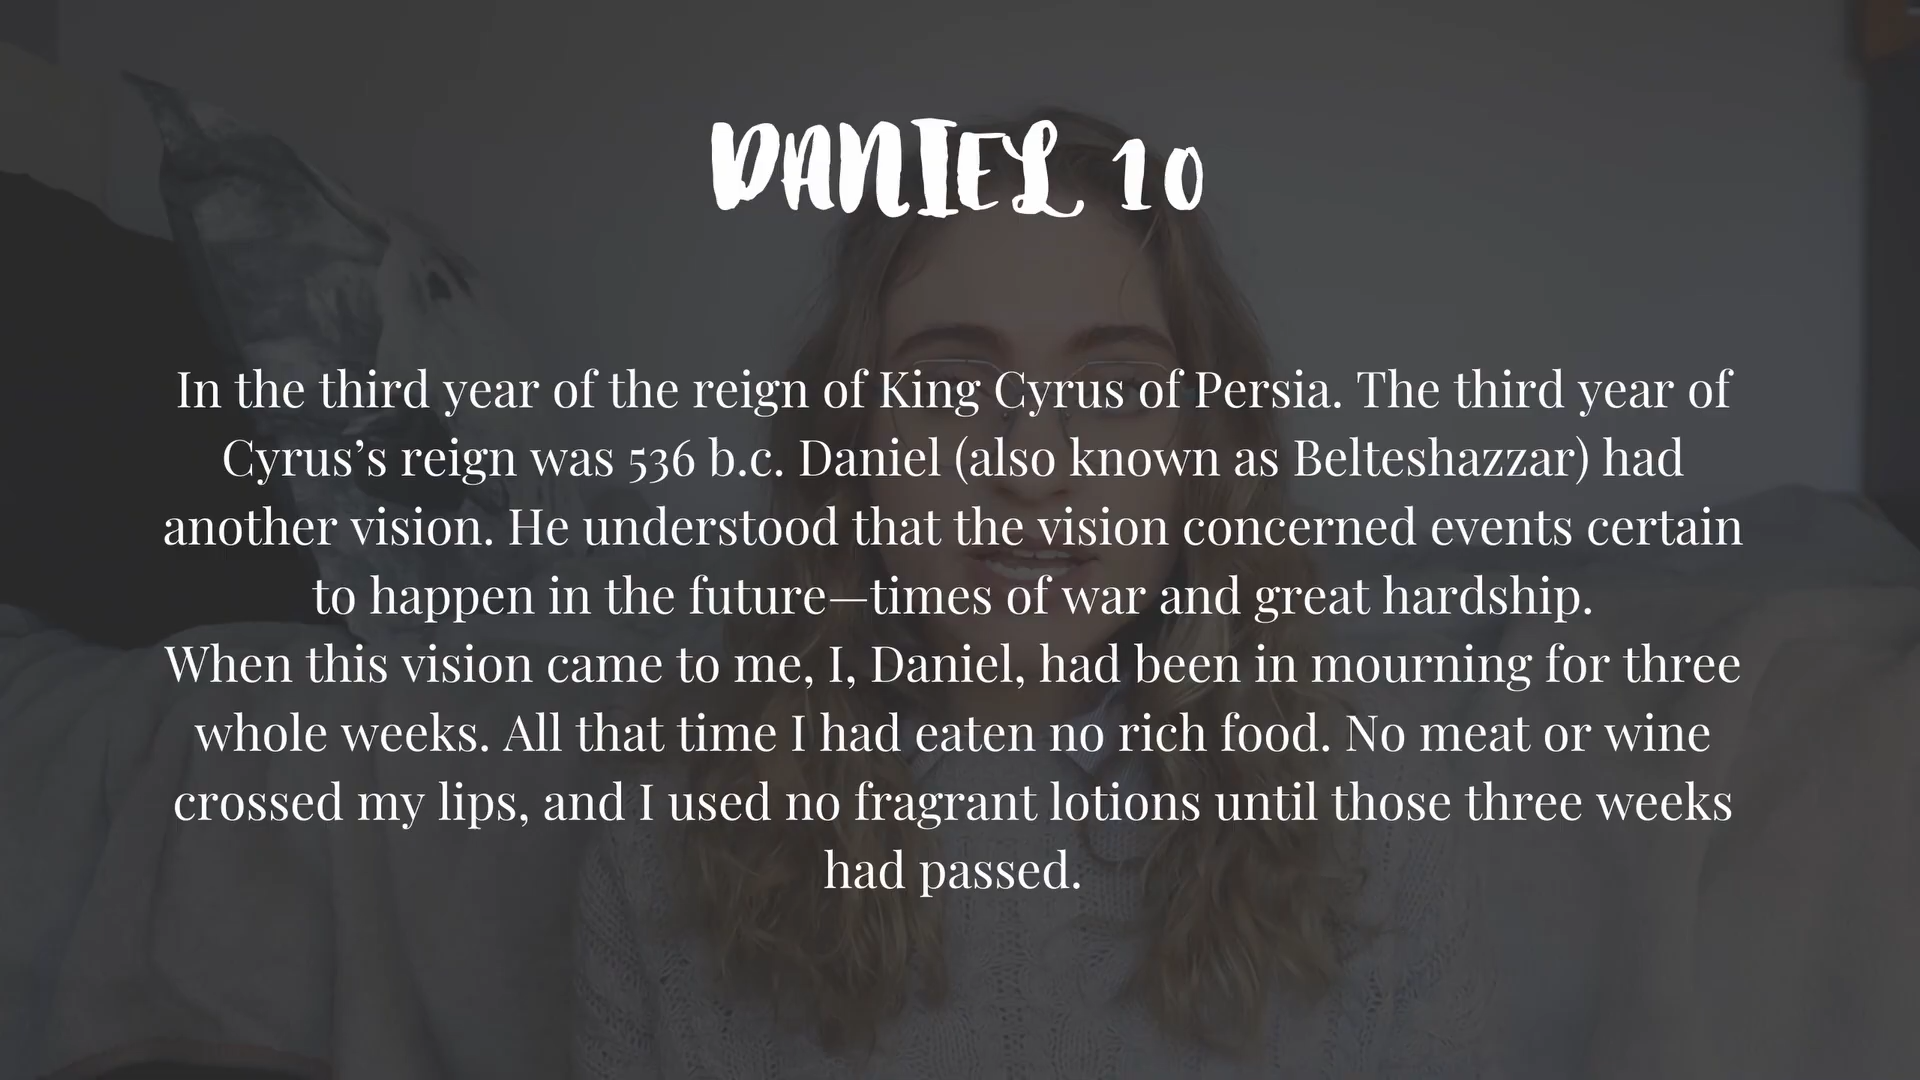 DANIEL 10
In the third year of the reign of King Cyrus of Persia. The third year of
Cyrus’s reign was 536 b.c. Daniel (also known as Belteshazzar) had
another vision. He understood that the vision concerned events certain
to happen in the future—times of war and great hardship.
When this vision came to me, I, Daniel, had been in mourning for three
whole weeks. All that time I had eaten no rich food. No meat or wine
crossed my lips, and I used no fragrant lotions until those three weeks
had passed.